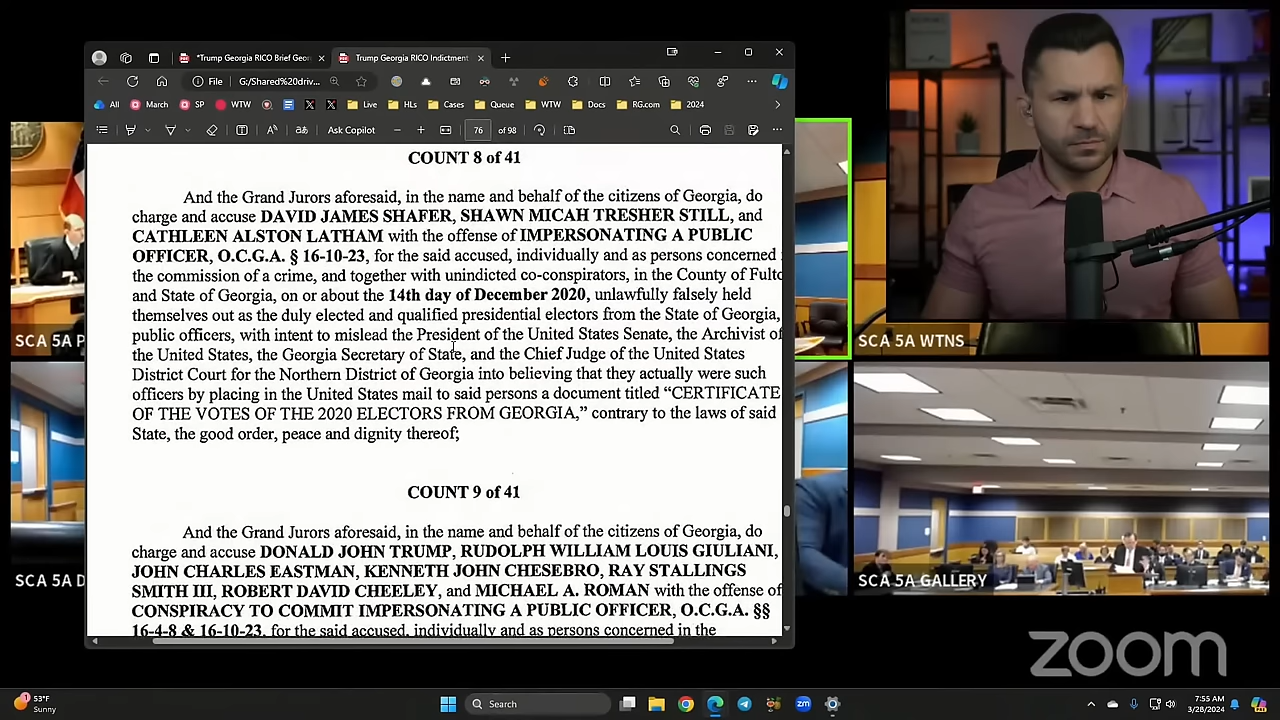 *Trump Georgia RICO Brief Geor
Trump Georgia RICO Indictment
File
G:/Shared%20driv...
All
March
SP
WTW
X
X
Live
HLs
Cases
Queue
WTW
Docs
RG.com
2024
Ask Copilot
76 of 98
COUNT 8 of 41
And the Grand Jurors aforesaid, in the name and behalf of the citizens of Georgia, do
charge and accuse DAVID JAMES SHAFER, SHAWN MICAH TRESHER STILL, and
CATHLEEN ALSTON LATHAM with the offense of IMPERSONATING A PUBLIC
OFFICER, O.C.G.A. § 16-10-23, for the said accused, individually and as persons concerned
the commission of a crime, and together with unindicted co-conspirators, in the County of Fulto
and State of Georgia, on or about the 14th day of December 2020, unlawfully falsely held
themselves out as the duly elected and qualified presidential electors from the State of Georgia,
public officers, with intent to mislead the President of the United States Senate, the Archivist of
the United States, the Georgia Secretary of State, and the Chief Judge of the United States
District Court for the Northern District of Georgia into believing that they actually were such
officers by placing in the United States mail to said persons a document titled “CERTIFICATE
OF THE VOTES OF THE 2020 ELECTORS FROM GEORGIA,” contrary to the laws of said
State, the good order, peace and dignity thereof;
COUNT 9 of 41
And the Grand Jurors aforesaid, in the name and behalf of the citizens of Georgia, do
charge and accuse DONALD JOHN TRUMP, RUDOLPH WILLIAM LOUIS GIULIANI,
JOHN CHARLES EASTMAN, KENNETH JOHN CHESEBRO, RAY STALLINGS
SMITH III, ROBERT DAVID CHEELEY, and MICHAEL A. ROMAN with the offense of
CONSPIRACY TO COMMIT IMPERSONATING A PUBLIC OFFICER, O.C.G.A. §§
16-4-8 & 16-10-23, for the said accused, individually and as persons concerned in the
SCA 5A P
SCA 5A WTNS
SCA 5A D
SCA 5A GALLERY
zoom
53°F
Sunny
Search
zm
7:55 AM
3/28/2024